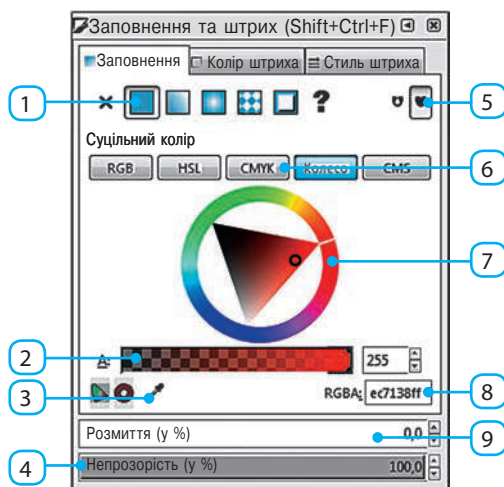 Заповнення та штрих (Shift+Ctrl+F)
Заповнення Колір штриха Стиль штриха
1
?
5
Суцільний колір
RGB HSL CMYK Колесо CMS
6
7
2
A: 255
3
RGBA: ec7138ff
8
Розмиття (у %) 0,0
9
4
Непрозорість (у %) 100,0